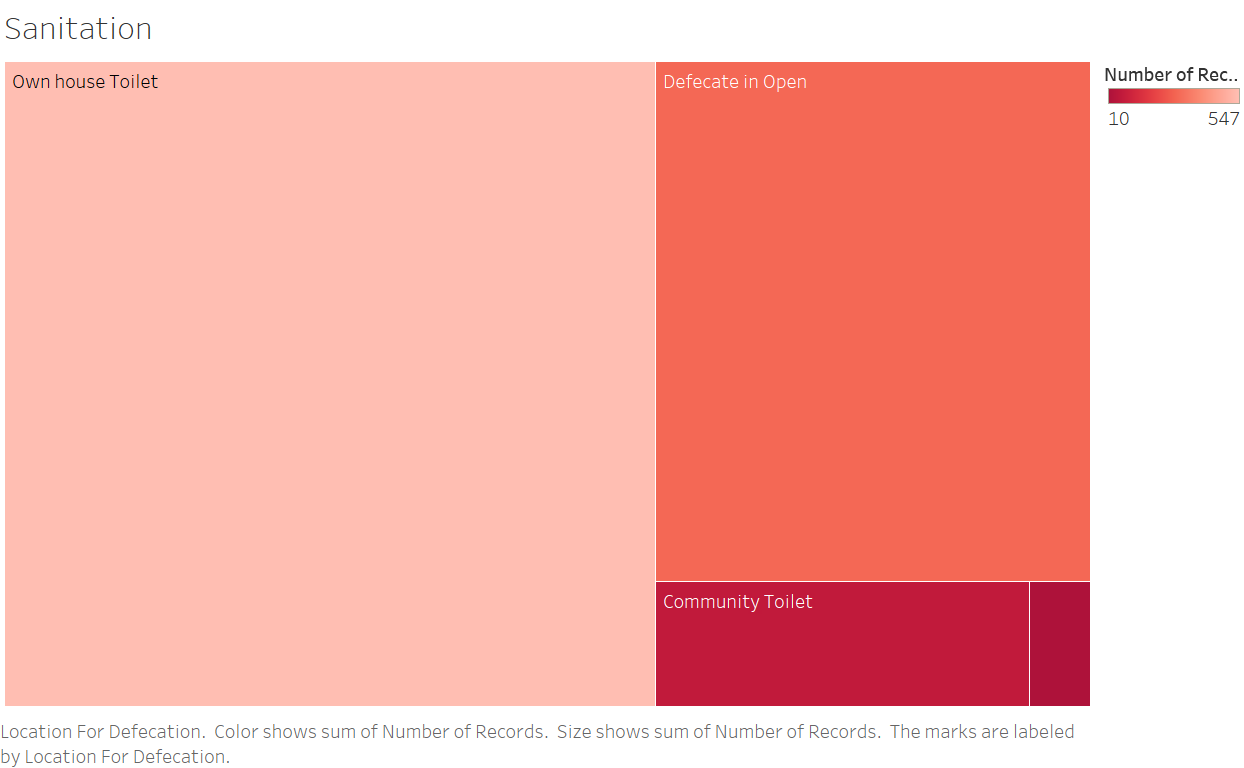 Sanitation
Own house Toilet
Defecate in Open
Number of Rec..
10 547
Community Toilet
Location For Defecation.  Color shows sum of Number of Records.  Size shows sum of Number of Records.  The marks are labeled
by Location For Defecation.